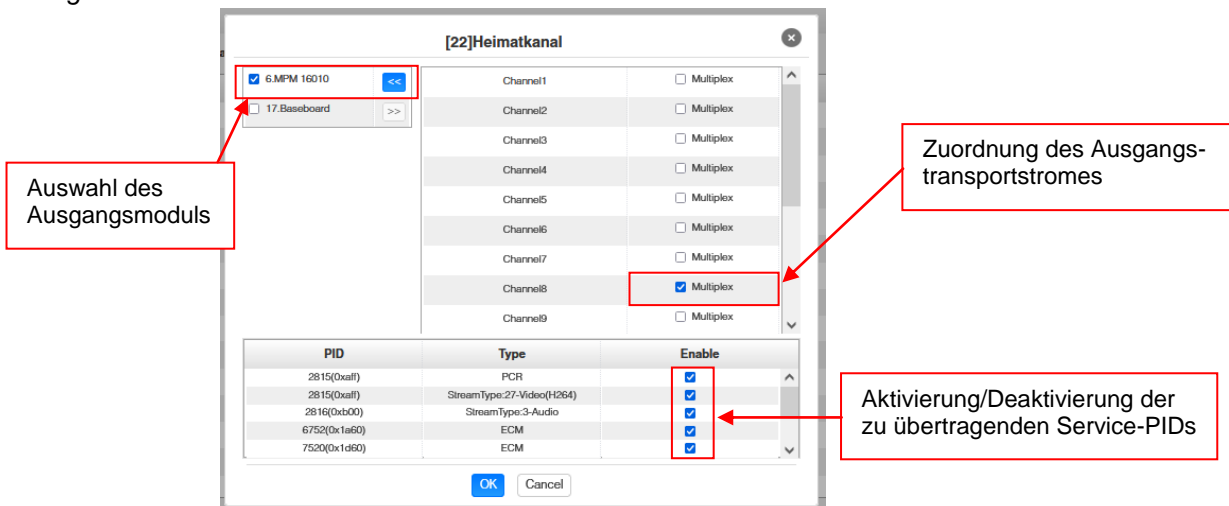 [22]Heimatkanal
6.MPM 16010 <<
17.Baseboard >>
Channel1 Multiplex
Channel2 Multiplex
Channel3 Multiplex
Channel4 Multiplex
Channel5 Multiplex
Channel6 Multiplex
Channel7 Multiplex
Channel8 Multiplex
Channel9 Multiplex
Auswahl des
Ausgangsmoduls
Zuordnung des Ausgangs-
transportstromes
PID Type Enable
2815(0xaff) PCR
2815(0xaff) StreamType:27-Video(H264)
2816(0xb00) StreamType:3-Audio
6752(0x1a60) ECM
7520(0x1d60) ECM
Aktivierung/Deaktivierung der
zu übertragenden Service-PIDs
OK Cancel